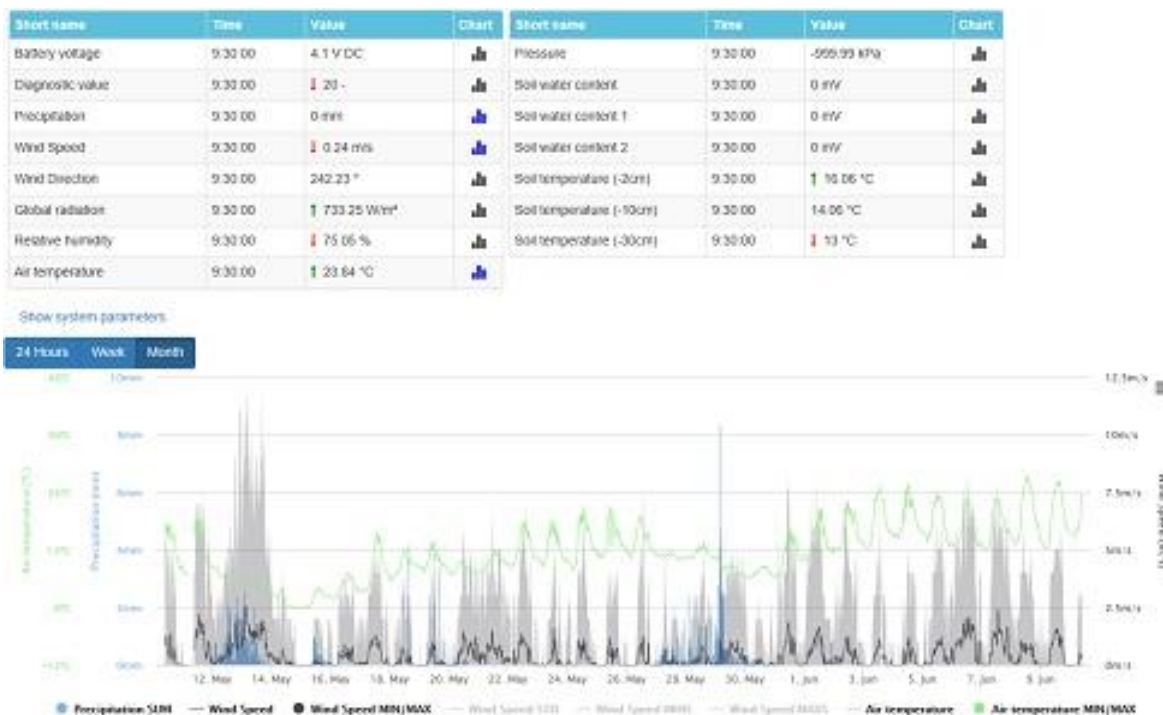 Short name Time Value Chart
Battery voltage 9:30:00 4.1 V DC
Diagnostic value 9:30:00 20 -
Precipitation 9:30:00 0 mm
Wind Speed 9:30:00 0.24 m/s
Wind Direction 9:30:00 242.23 °
Global radiation 9:30:00 733.25 W/m²
Relative humidity 9:30:00 75.05 %
Air temperature 9:30:00 23.64 °C
Short name Time Value Chart
Pressure 9:30:00 -999.99 kPa
Soil water content 9:30:00 0 mV
Soil water content 1 9:30:00 0 mV
Soil water content 2 9:30:00 0 mV
Soil temperature (-2cm) 9:30:00 16.06 °C
Soil temperature (-10cm) 9:30:00 14.06 °C
Soil temperature (-30cm) 9:30:00 13 °C
Show system parameters
24 Hours Week Month
10mm 12.5m/s
10m/s
7.5m/s
5m/s
2.5m/s
0mm 0m/s
12. May 14. May 16. May 18. May 20. May 22. May 24. May 26. May 28. May 30. May 1. Jun 3. Jun 5. Jun 7. Jun 9. Jun
Precipitation SUM Wind Speed Wind Speed MIN/MAX Air temperature Air temperature MIN/MAX